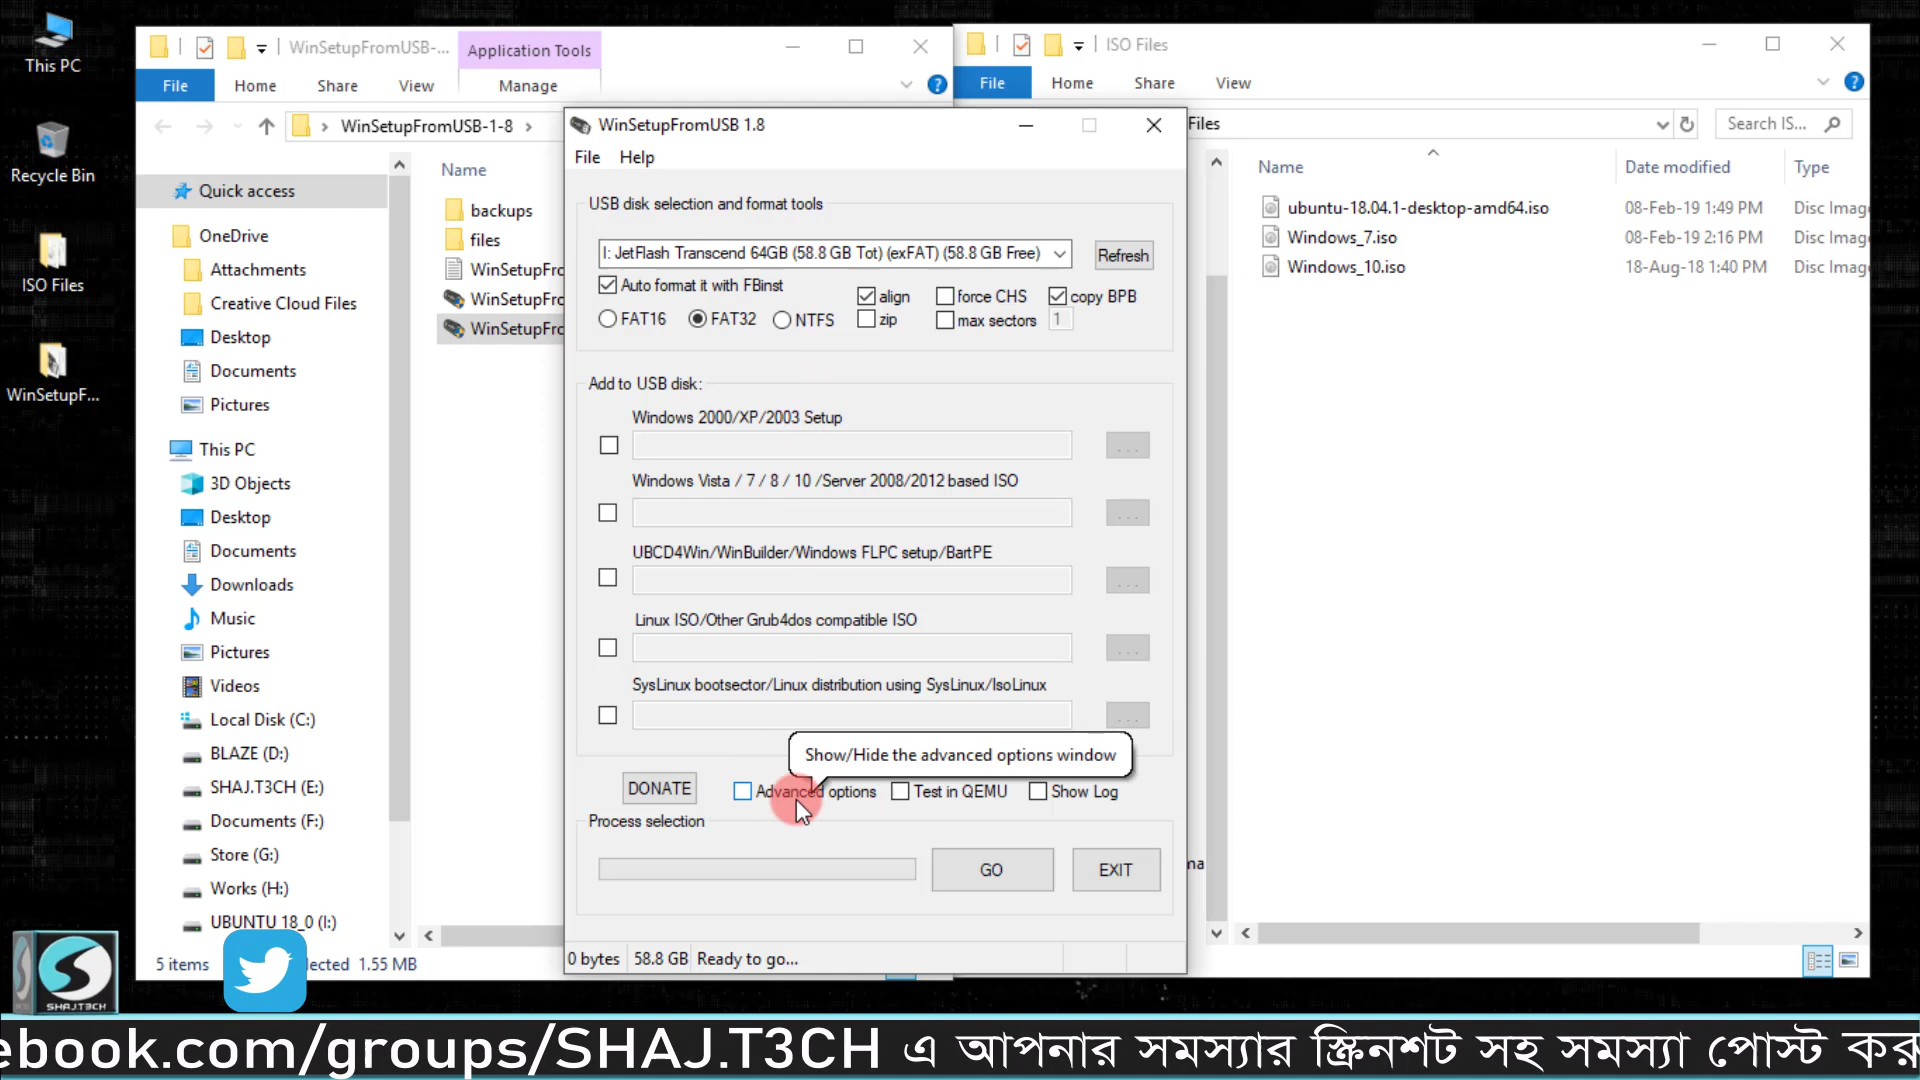 This PC
Recycle Bin
ISO Files
WinSetupF...
WinSetupFromUSB-...
Application Tools
File
Home
Share
View
Manage
WinSetupFromUSB-1-8
Quick access
OneDrive
Attachments
Creative Cloud Files
Desktop
Documents
Pictures
This PC
3D Objects
Desktop
Documents
Downloads
Music
Pictures
Videos
Local Disk (C:)
BLAZE (D:)
SHAJ.T3CH (E:)
Documents (F:)
Store (G:)
Works (H:)
UBUNTU 18_0 (I:)
Name
backups
files
WinSetupFro
WinSetupFro
WinSetupFro
5 items
lected 1.55 MB
WinSetupFromUSB 1.8
File Help
USB disk selection and format tools
I: JetFlash Transcend 64GB (58.8 GB Tot) (exFAT) (58.8 GB Free)
Refresh
Auto format it with FBinst
align
force CHS
copy BPB
FAT16
FAT32
NTFS
zip
max sectors
1
Add to USB disk:
Windows 2000/XP/2003 Setup
...
Windows Vista / 7 / 8 / 10 /Server 2008/2012 based ISO
...
UBCD4Win/WinBuilder/Windows FLPC setup/BartPE
...
Linux ISO/Other Grub4dos compatible ISO
...
SysLinux bootsector/Linux distribution using SysLinux/IsoLinux
...
Show/Hide the advanced options window
DONATE
Advanced options
Test in QEMU
Show Log
Process selection
GO
EXIT
0 bytes
58.8 GB
Ready to go...
ISO Files
File
Home
Share
View
Files
Search IS...
Name
Date modified
Type
ubuntu-18.04.1-desktop-amd64.iso 08-Feb-19 1:49 PM Disc Imag
Windows_7.iso 08-Feb-19 2:16 PM Disc Imag
Windows_10.iso 18-Aug-18 1:40 PM Disc Imag
na
SHAJ.T3CH
ebook.com/groups/SHAJ.T3CH এ আপনার সমস্যার স্ক্রিনশট সহ সমস্যা পোস্ট কর